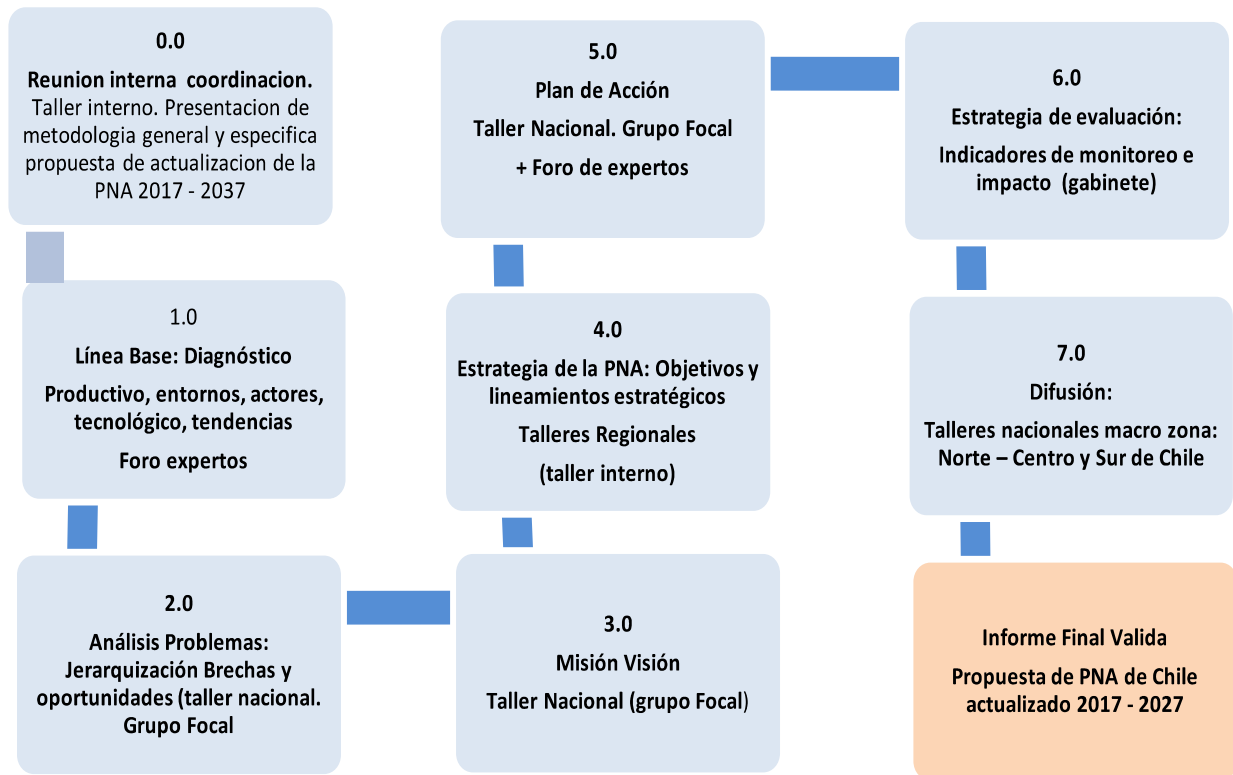 0.0
Reunion interna coordinacion.
Taller interno. Presentacion de
metodologia general y especifica
propuesta de actualizacion de la
PNA 2017 - 2037
1.0
Línea Base: Diagnóstico
Productivo, entornos, actores,
tecnológico, tendencias
Foro expertos
2.0
Análisis Problemas:
Jerarquización Brechas y
oportunidades (taller nacional.
Grupo Focal
3.0
Misión Visión
Taller Nacional (grupo Focal)
4.0
Estrategia de la PNA: Objetivos y
lineamientos estratégicos
Talleres Regionales
(taller interno)
5.0
Plan de Acción
Taller Nacional. Grupo Focal
+ Foro de expertos
6.0
Estrategia de evaluación:
Indicadores de monitoreo e
impacto (gabinete)
7.0
Difusión:
Talleres nacionales macro zona:
Norte – Centro y Sur de Chile
Informe Final Valida
Propuesta de PNA de Chile
actualizado 2017 - 2027